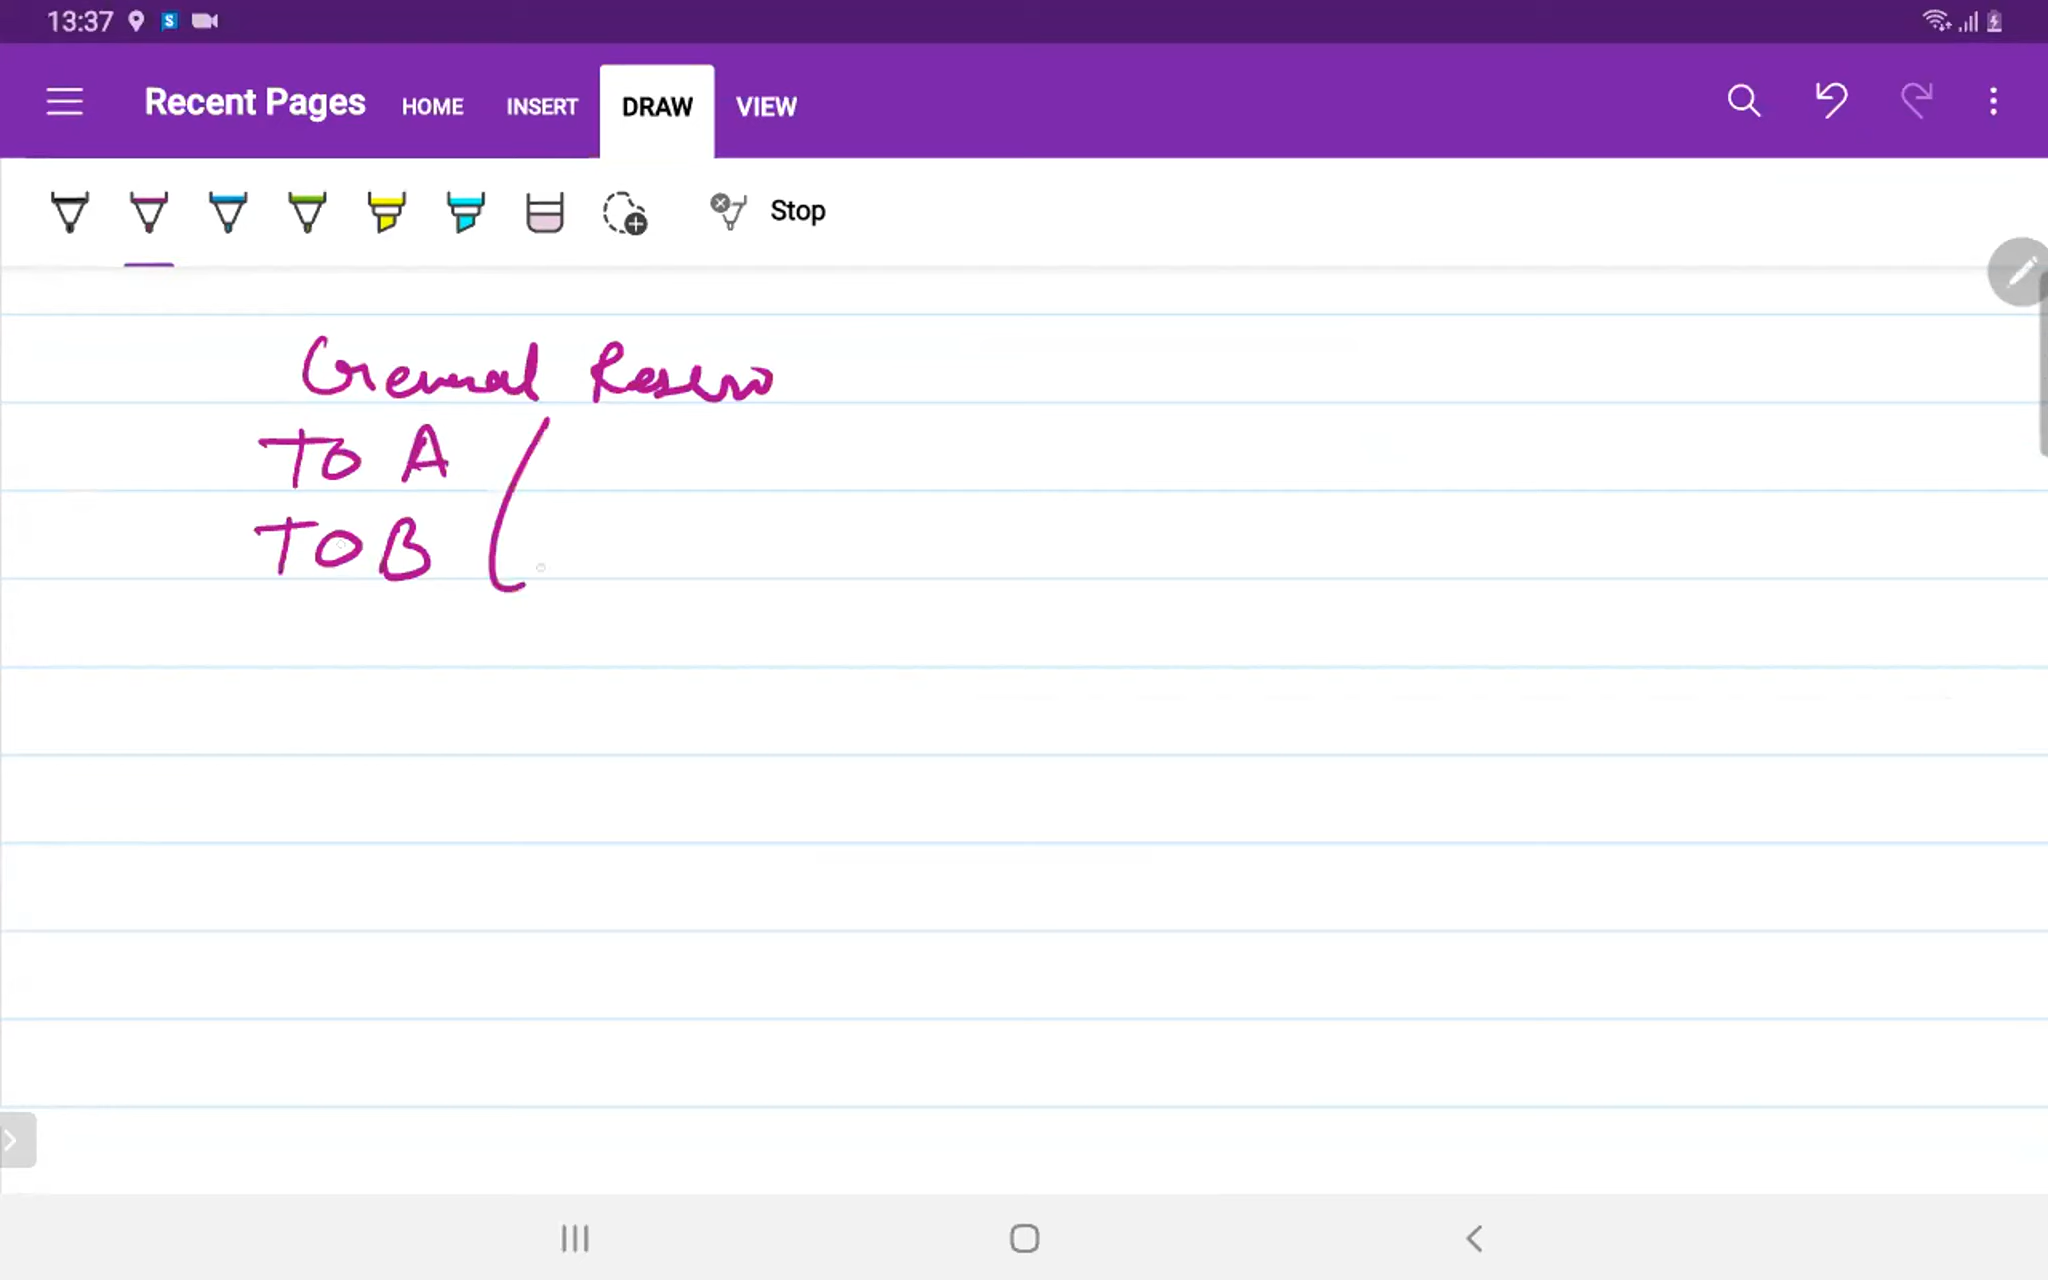 13:37
Recent Pages HOME INSERT DRAW VIEW
Stop
General Reserve
To A
To B (